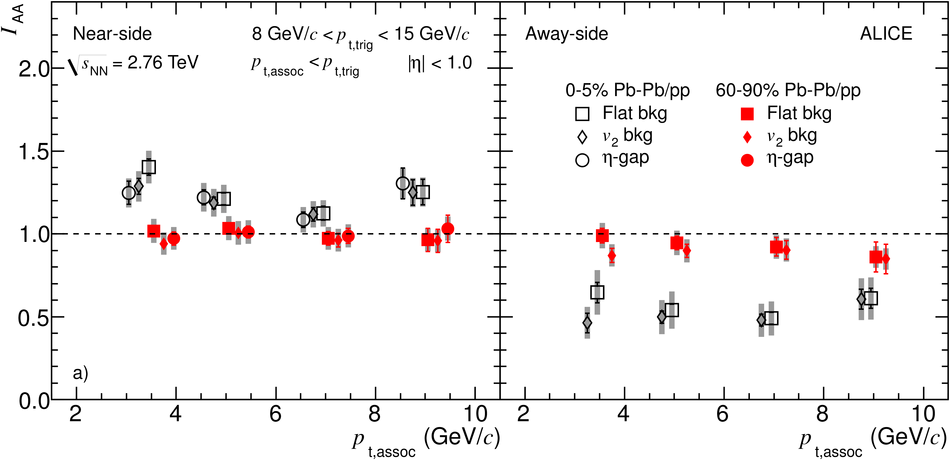 I_AA
Near-side
8 GeV/c < p_t,trig < 15 GeV/c
√s_NN = 2.76 TeV
p_t,assoc < p_t,trig
|η| < 1.0
Away-side
ALICE
0-5% Pb-Pb/pp
Flat bkg
v_2 bkg
η-gap
60-90% Pb-Pb/pp
Flat bkg
v_2 bkg
η-gap
2.0
1.5
1.0
0.5
0.0
a)
2 4 6 8 10
2 4 6 8 10
p_t,assoc (GeV/c)
p_t,assoc (GeV/c)